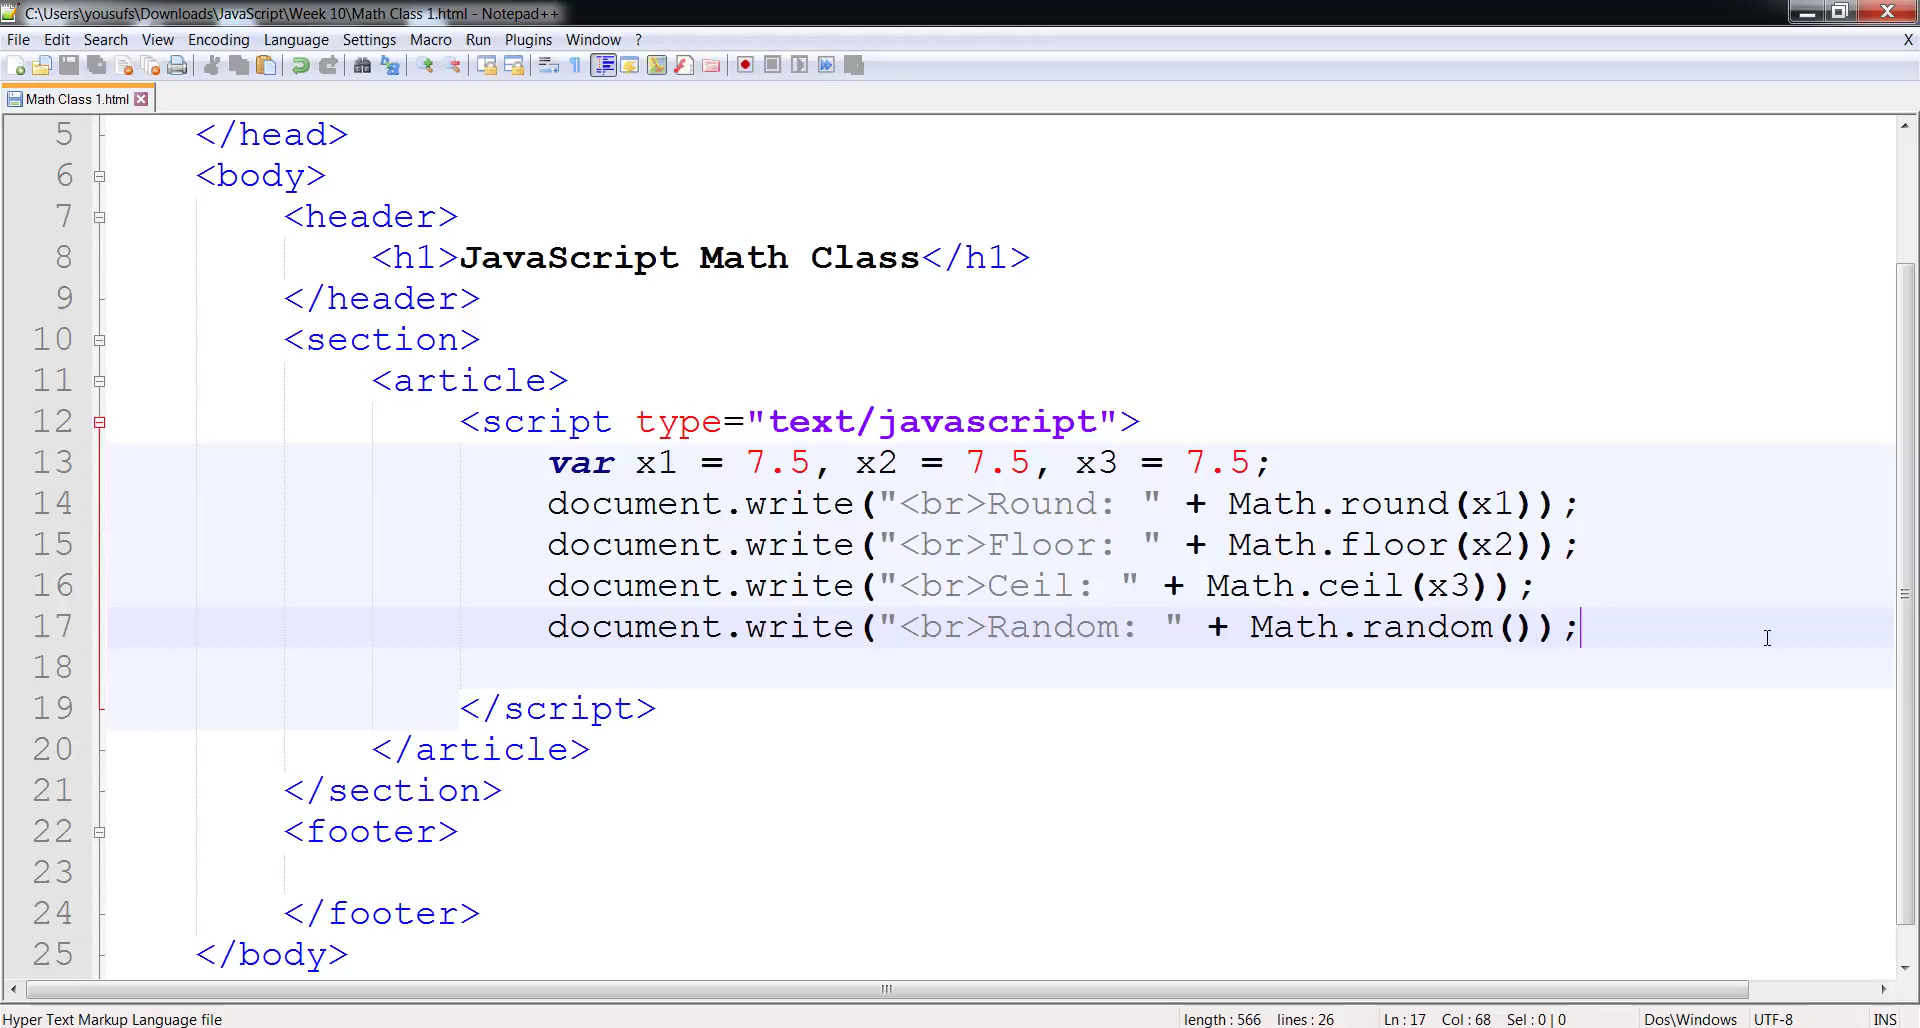 C:\Users\yousufs\Downloads\JavaScript\Week 10\Math Class 1.html - Notepad++
File Edit Search View Encoding Language Settings Macro Run Plugins Window ? X
Math Class 1.html
5 </head>
6 <body>
7 <header>
8 <h1>JavaScript Math Class</h1>
9 </header>
10 <section>
11 <article>
12 <script type="text/javascript">
13 var x1 = 7.5, x2 = 7.5, x3 = 7.5;
14 document.write("<br>Round: " + Math.round(x1));
15 document.write("<br>Floor: " + Math.floor(x2));
16 document.write("<br>Ceil: " + Math.ceil(x3));
17 document.write("<br>Random: " + Math.random());
18
19 </script>
20 </article>
21 </section>
22 <footer>
23
24 </footer>
25 </body>
Hyper Text Markup Language file length : 566 lines : 26 Ln : 17 Col : 68 Sel : 0 | 0 Dos\Windows UTF-8 INS